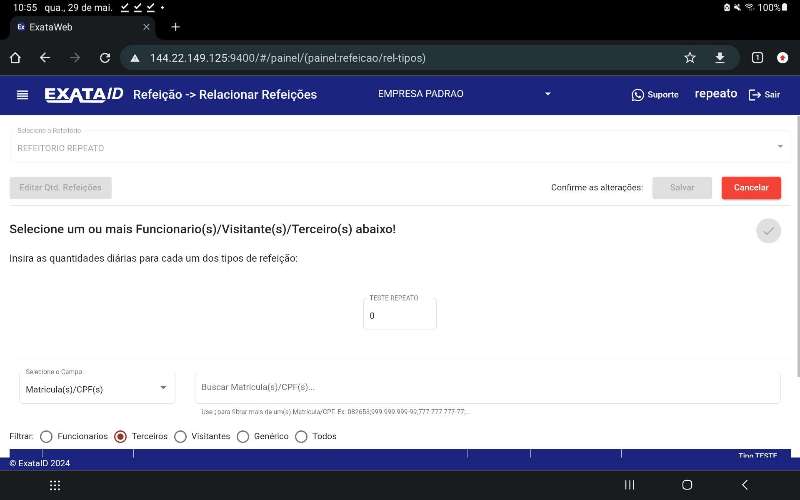 10:55 qua., 29 de mai. 100%
Ex ExataWeb
144.22.149.125:9400/#/painel/(painel:refeicao/rel-tipos) 1
EXATAID Refeição -> Relacionar Refeições EMPRESA PADRAO Suporte repeato Sair
Selecione o Refeitório
REFEITORIO REPEATO
Editar Qtd. Refeições Confirme as alterações: Salvar Cancelar
Selecione um ou mais Funcionario(s)/Visitante(s)/Terceiro(s) abaixo!
Insira as quantidades diárias para cada um dos tipos de refeição:
TESTE REPEATO
0
Selecione o Campo
Matricula(s)/CPF(s) Buscar Matricula(s)/CPF(s)...
Use ; para filtrar mais de um(s) Matricula/CPF. Ex: 082653;999.999.999-99;777.777.777-77;...
Filtrar: Funcionarios Terceiros Visitantes Genérico Todos
Tipo TESTE
© ExataID 2024